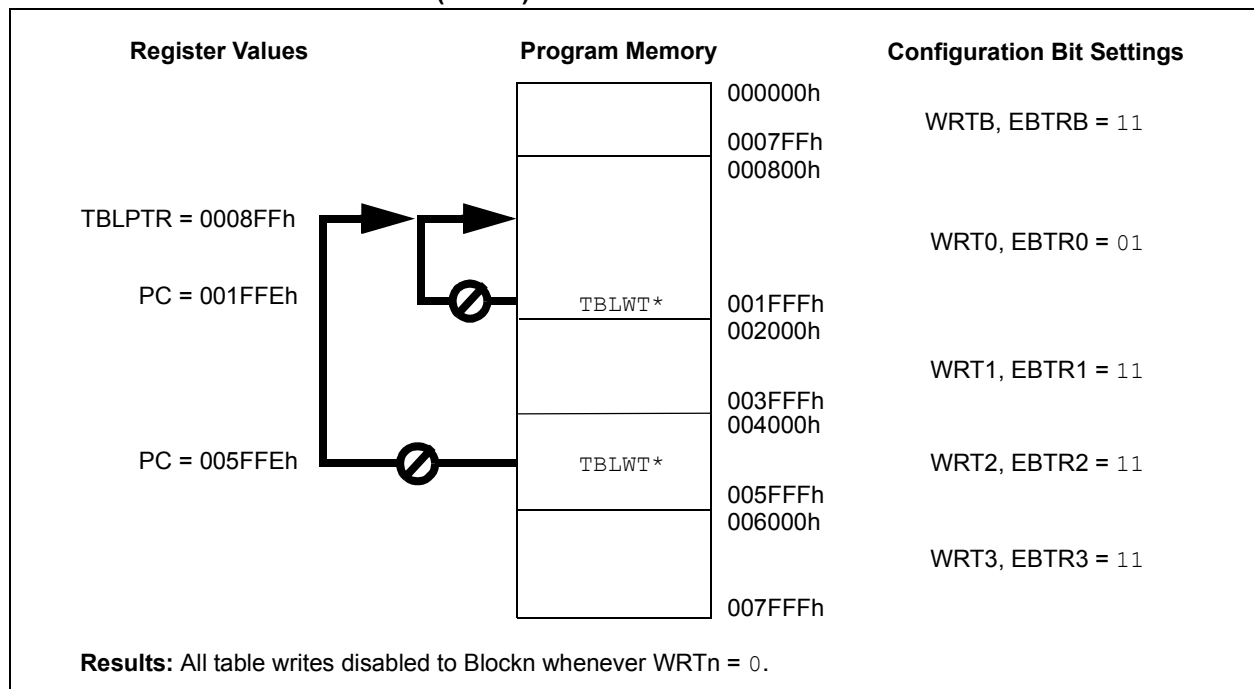 Register Values
Program Memory
Configuration Bit Settings
000000h
WRTB, EBTRB = 11
0007FFh
000800h
TBLPTR = 0008FFh
WRT0, EBTR0 = 01
PC = 001FFEh
TBLWT*
001FFFh
002000h
WRT1, EBTR1 = 11
003FFFh
004000h
PC = 005FFEh
TBLWT*
WRT2, EBTR2 = 11
005FFFh
006000h
WRT3, EBTR3 = 11
007FFFh
Results: All table writes disabled to Blockn whenever WRTn = 0.